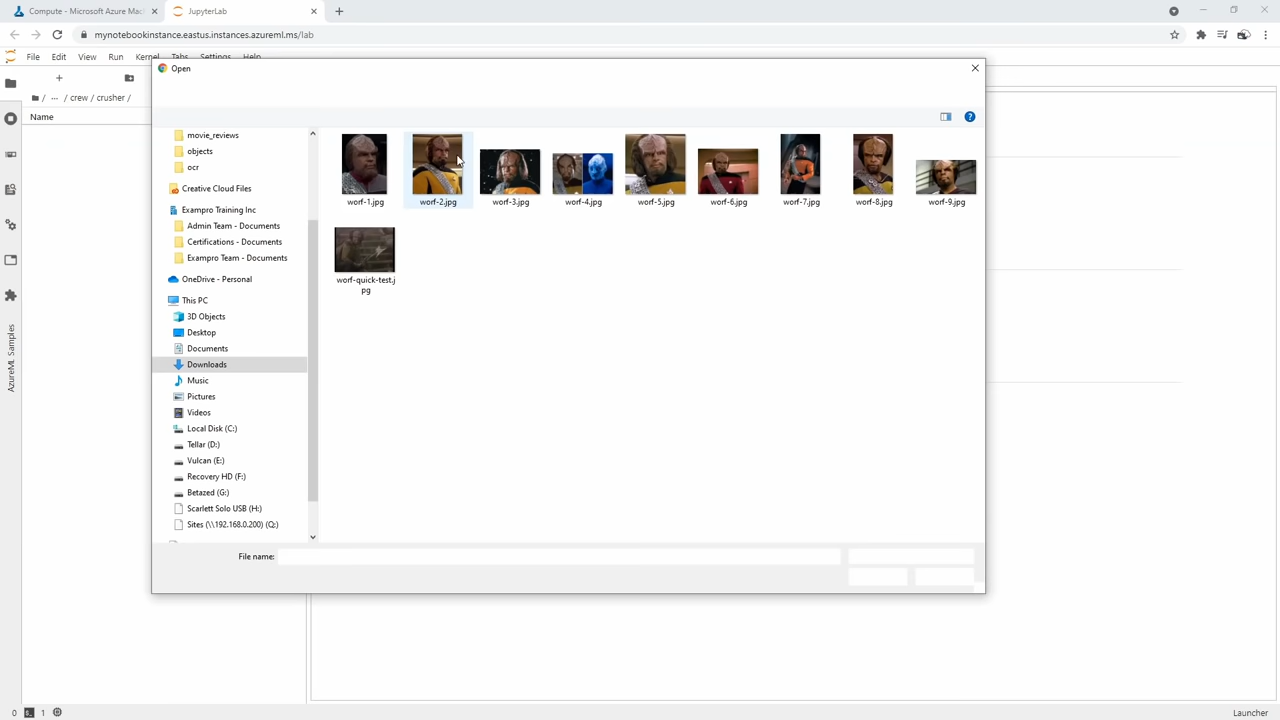 Compute - Microsoft Azure Mac
JupyterLab
mynotebookinstance.eastus.instances.azureml.ms/lab
File Edit View Run Kernel Tabs Settings Help
Open
/ ... / crew / crusher /
Name
AzureML Samples
movie_reviews
objects
ocr
Creative Cloud Files
Exampro Training Inc
Admin Team - Documents
Certifications - Documents
Exampro Team - Documents
OneDrive - Personal
This PC
3D Objects
Desktop
Documents
Downloads
Music
Pictures
Videos
Local Disk (C:)
Tellar (D:)
Vulcan (E:)
Recovery HD (F:)
Betazed (G:)
Scarlett Solo USB (H:)
Sites (\\192.168.0.200) (Q:)
worf-1.jpg worf-2.jpg worf-3.jpg worf-4.jpg worf-5.jpg worf-6.jpg worf-7.jpg worf-8.jpg worf-9.jpg
worf-quick-test.j
pg
File name:
0 1
Launcher